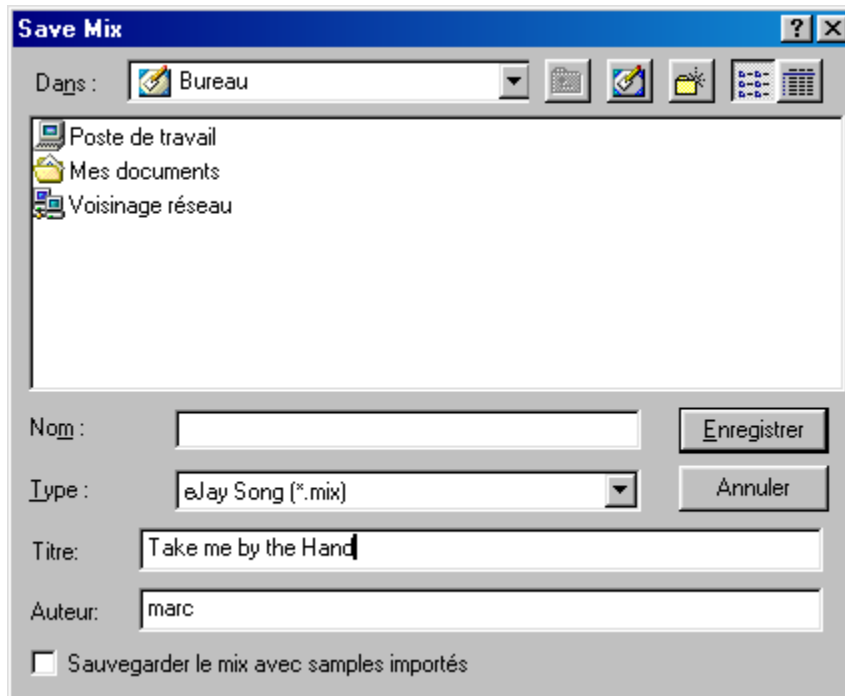 Save Mix
Dans :
Bureau
Poste de travail
Mes documents
Voisinage réseau
Nom :
Enregistrer
Type :
eJay Song (*.mix)
Annuler
Titre:
Take me by the Hand
Auteur:
marc
Sauvegarder le mix avec samples importés